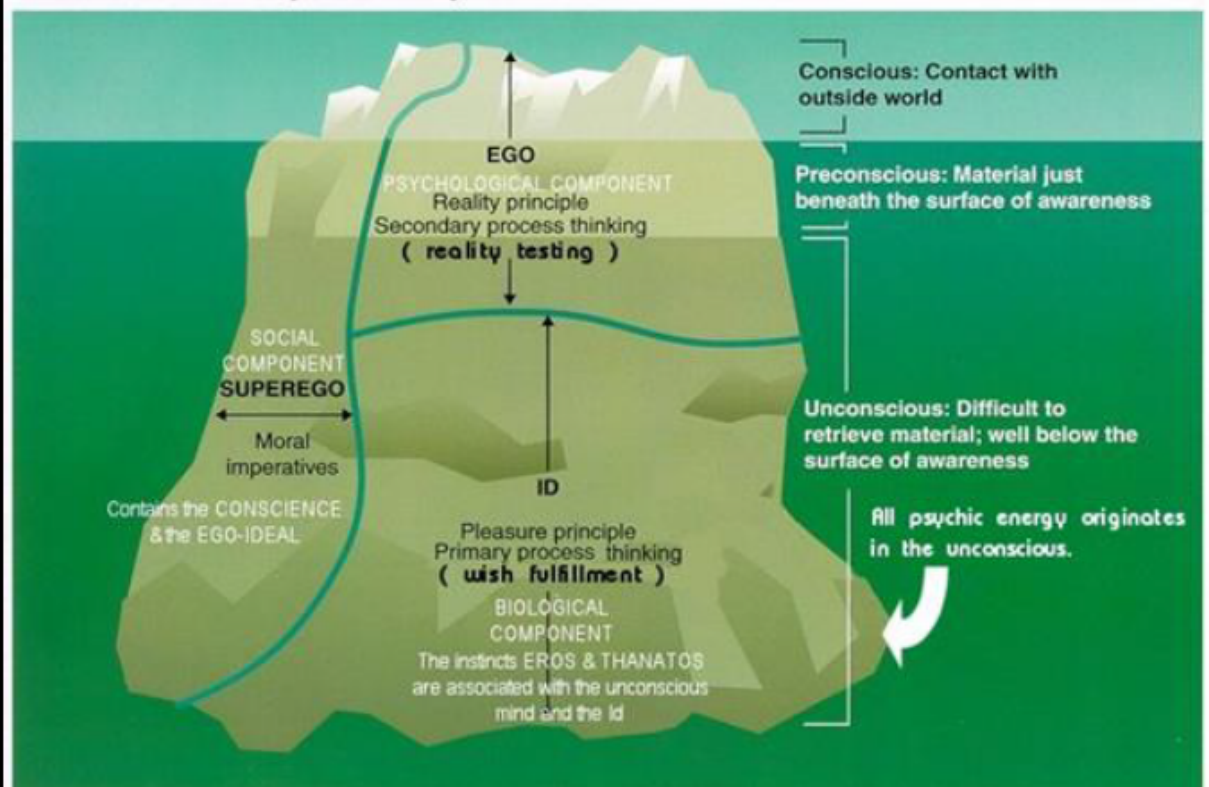 Conscious: Contact with
outside world
EGO
PSYCHOLOGICAL COMPONENT
Reality principle
Secondary process thinking
( reality testing )
Preconscious: Material just
beneath the surface of awareness
SOCIAL
COMPONENT
SUPEREGO
Moral
imperatives
Contains the CONSCIENCE
& the EGO-IDEAL
Unconscious: Difficult to
retrieve material; well below the
surface of awareness
ID
Pleasure principle
Primary process thinking
( wish fulfillment )
BIOLOGICAL
COMPONENT
The instincts EROS & THANATOS
are associated with the unconscious
mind and the Id
All psychic energy originates
in the unconscious.